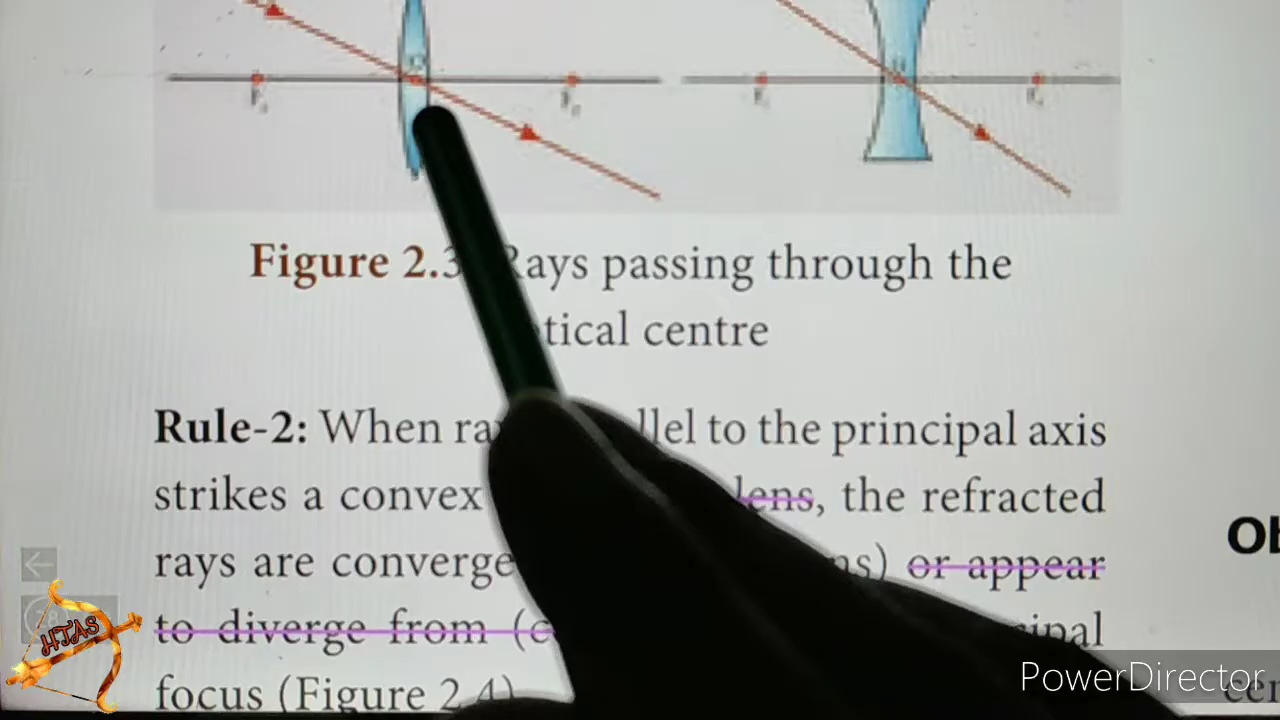 Figure 2.3 Rays passing through the
tical centre
Rule-2: When ra llel to the principal axis
strikes a convex lens, the refracted
rays are converge ns) or appear
to diverge from (c ipal
focus (Figure 2.4)
Ob
cen
HTAS
PowerDirector